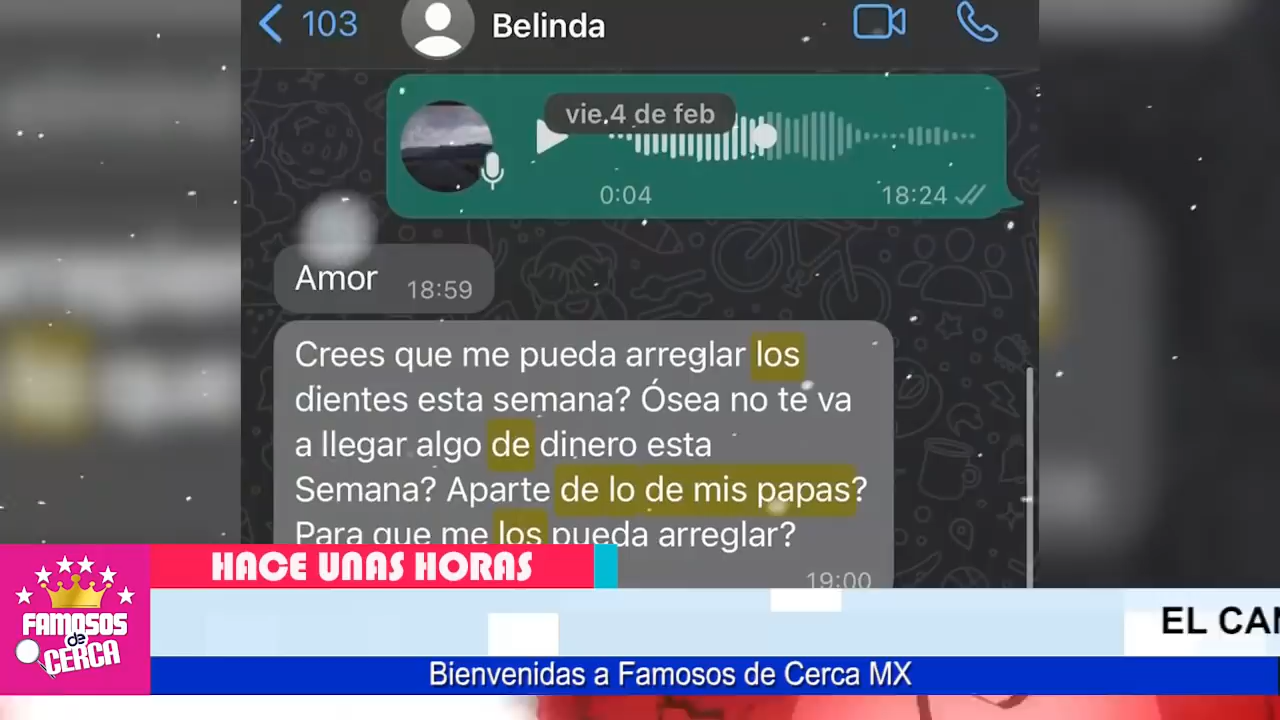 103
Belinda
vie.4 de feb
0:04
18:24
Amor
18:59
Crees que me pueda arreglar los
dientes esta semana? Ósea no te va
a llegar algo de dinero esta
Semana? Aparte de lo de mis papas?
Para que me los pueda arreglar?
19:00
HACE UNAS HORAS
FAMOSOS
de
CERCA
EL CAN
Bienvenidas a Famosos de Cerca MX